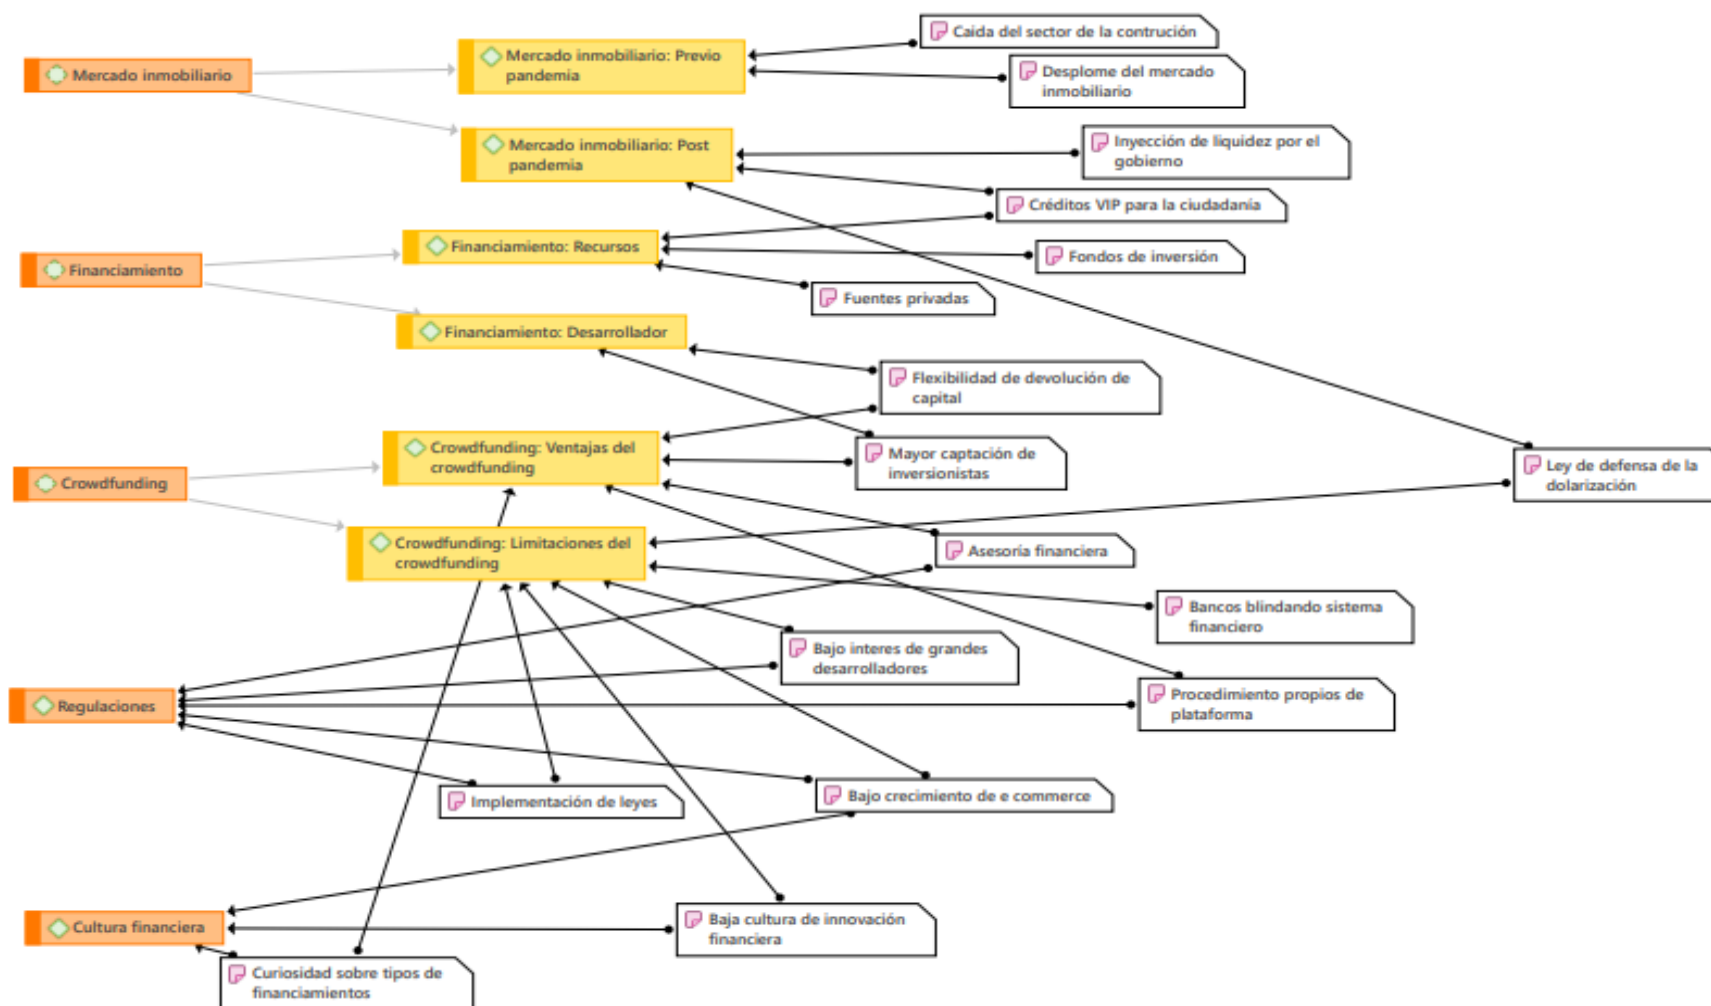 Caida del sector de la contrución
Mercado inmobiliario: Previo
pandemia
Mercado inmobiliario
Desplome del mercado
inmobiliario
Mercado inmobiliario: Post
pandemia
Inyección de liquidez por el
gobierno
Créditos VIP para la ciudadanía
Financiamiento: Recursos
Fondos de inversión
Financiamiento
Fuentes privadas
Financiamiento: Desarrollador
Flexibilidad de devolución de
capital
Crowdfunding: Ventajas del
crowdfunding
Mayor captación de
inversionistas
Ley de defensa de la
dolarización
Crowdfunding
Crowdfunding: Limitaciones del
crowdfunding
Asesoría financiera
Bancos blindando sistema
financiero
Bajo interes de grandes
desarrolladores
Procedimiento propios de
plataforma
Regulaciones
Implementación de leyes
Bajo crecimiento de e commerce
Baja cultura de innovación
financiera
Cultura financiera
Curiosidad sobre tipos de
financiamientos